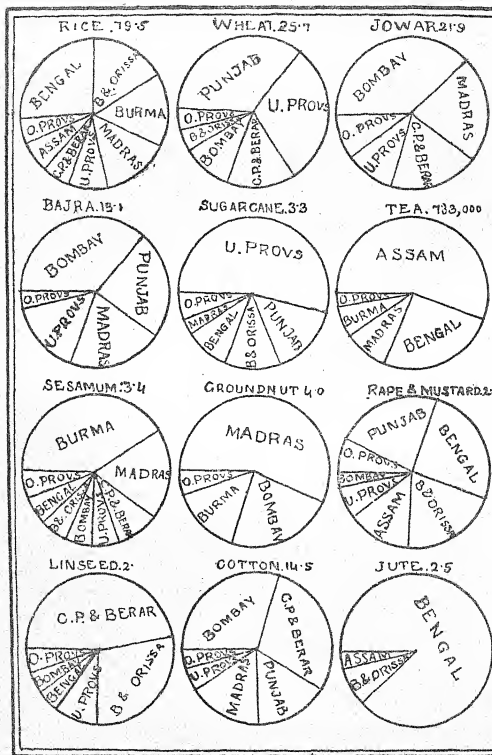 RICE. 79·5
BENGAL
B & ORISSA
BURMA
MADRAS
U. PROVS
C.P.& BERAR
ASSAM
O. PROVS
WHEAT. 25·7
PUNJAB
U. PROVS
C.P.& BERAR
BOMBAY
B & ORISSA
O. PROVS
JOWAR 21·9
BOMBAY
MADRAS
C.P.& BERAR
U. PROVS
O. PROVS
BAJRA. 15·1
BOMBAY
PUNJAB
MADRAS
U. PROVS
O. PROVS
SUGARCANE. 3·3
U. PROVS
PUNJAB
B & ORISSA
BENGAL
MADRAS
O. PROVS
TEA. 733,000
ASSAM
BENGAL
MADRAS
BURMA
O. PROVS
SESAMUM. 3·4
BURMA
MADRAS
C.P.& BERAR
U. PROVS
BOMBAY
B & ORISSA
BENGAL
O. PROVS
GROUNDNUT 4·0
MADRAS
BOMBAY
BURMA
O. PROVS
RAPE & MUSTARD. 2·
PUNJAB
BENGAL
B & ORISSA
ASSAM
U. PROVS
BOMBAY
O. PROVS
LINSEED. 2·
C.P. & BERAR
B & ORISSA
U. PROVS
BENGAL
BOMBAY
O. PROVS
COTTON. 14·5
BOMBAY
C.P & BERAR
PUNJAB
MADRAS
U. PROVS
O. PROVS
JUTE. 2·5
BENGAL
B & ORISSA
ASSAM